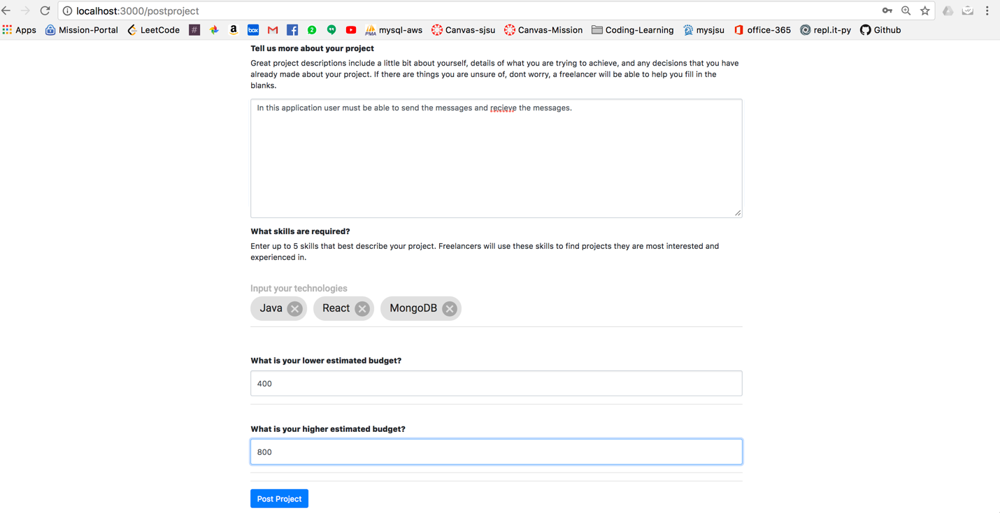 localhost:3000/postproject
Apps Mission-Portal LeetCode # a box f 2 PMA mysql-aws Canvas-sjsu Canvas-Mission Coding-Learning mysjsu office-365 repl.it-py Github
Tell us more about your project
Great project descriptions include a little bit about yourself, details of what you are trying to achieve, and any decisions that you have
already made about your project. If there are things you are unsure of, dont worry, a freelancer will be able to help you fill in the
blanks.
In this application user must be able to send the messages and recieve the messages.
What skills are required?
Enter up to 5 skills that best describe your project. Freelancers will use these skills to find projects they are most interested and
experienced in.
Input your technologies
Java React MongoDB
What is your lower estimated budget?
400
What is your higher estimated budget?
800
Post Project